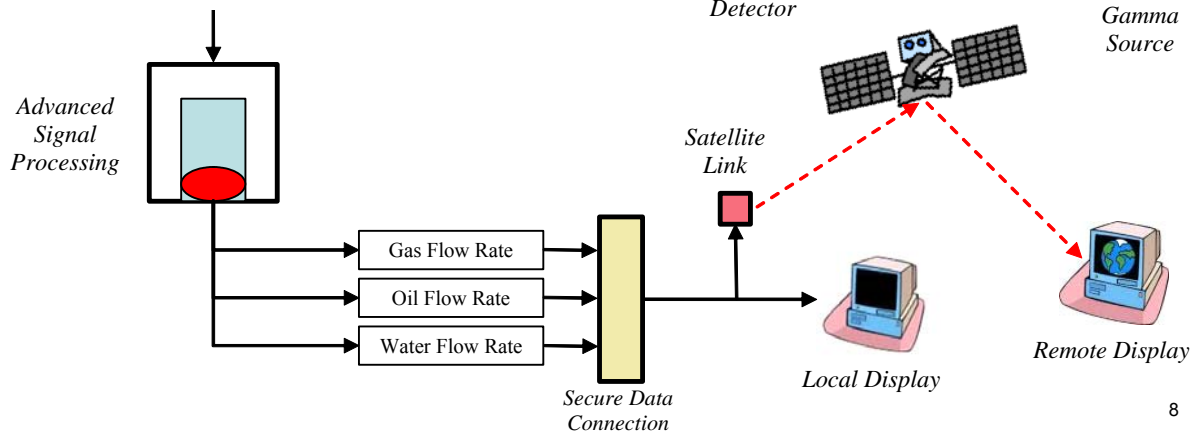 Detector
Gamma
Source
Advanced
Signal
Processing
Satellite
Link
Gas Flow Rate
Oil Flow Rate
Water Flow Rate
Secure Data
Connection
Local Display
Remote Display
8